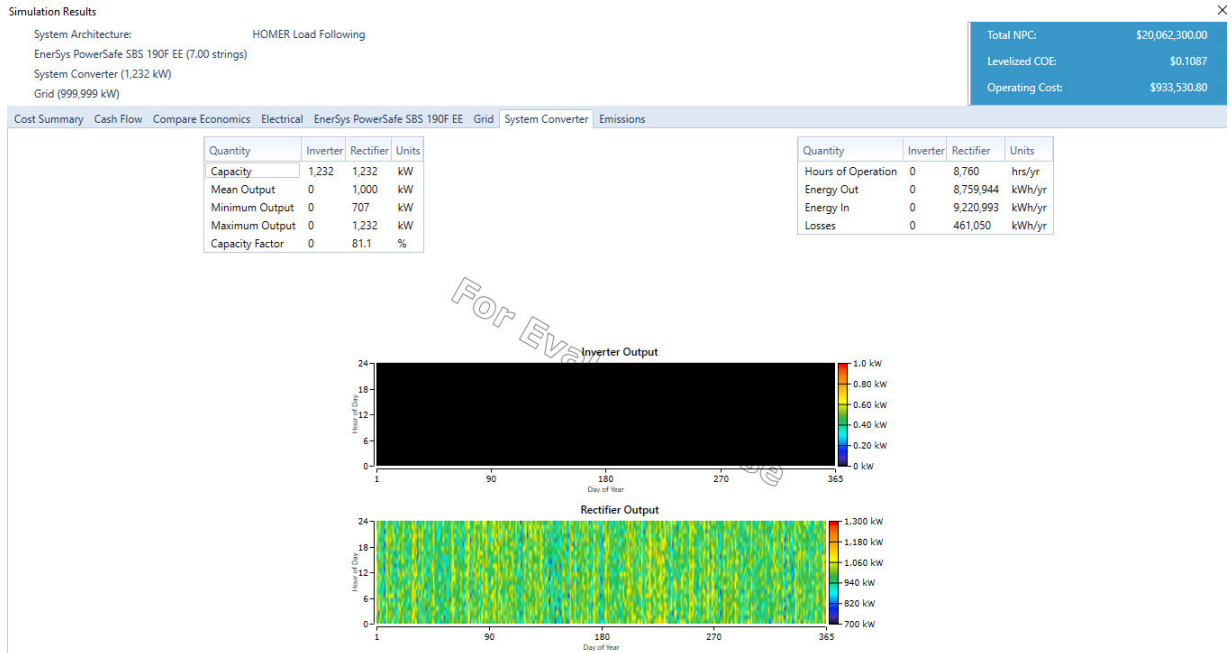 Simulation Results
System Architecture: HOMER Load Following
EnerSys PowerSafe SBS 190F EE (7.00 strings)
System Converter (1,232 kW)
Grid (999,999 kW)
Total NPC: $20,062,300.00
Levelized COE: $0.1087
Operating Cost: $933,530.80
Cost Summary Cash Flow Compare Economics Electrical EnerSys PowerSafe SBS 190F EE Grid System Converter Emissions
Quantity Inverter Rectifier Units
Capacity 1,232 1,232 kW
Mean Output 0 1,000 kW
Minimum Output 0 707 kW
Maximum Output 0 1,232 kW
Capacity Factor 0 81.1 %
Quantity Inverter Rectifier Units
Hours of Operation 0 8,760 hrs/yr
Energy Out 0 8,759,944 kWh/yr
Energy In 0 9,220,993 kWh/yr
Losses 0 461,050 kWh/yr
For Eva
Inverter Output
24
18
12
6
0
Hour of Day
1 90 180 270 365
Day of Year
1.0 kW
0.80 kW
0.60 kW
0.40 kW
0.20 kW
0 kW
Rectifier Output
24
18
12
6
0
Hour of Day
1 90 180 270 365
Day of Year
1,300 kW
1,180 kW
1,060 kW
940 kW
820 kW
700 kW